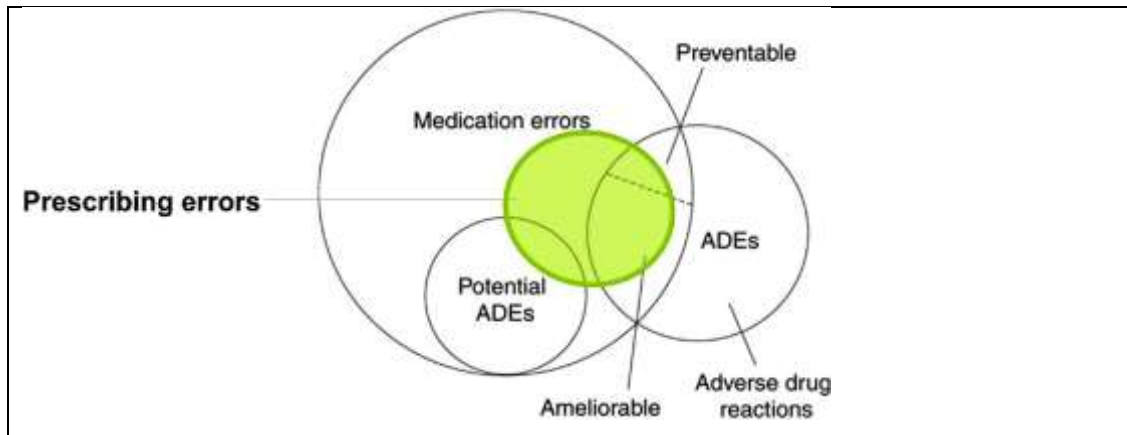 Preventable
Medication errors
Prescribing errors
ADEs
Potential
ADEs
Adverse drug
reactions
Ameliorable